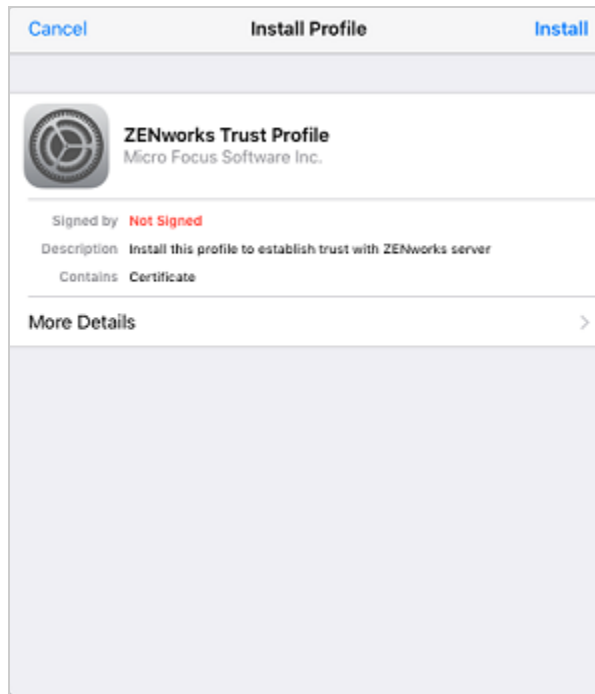 Cancel Install Profile Install
ZENworks Trust Profile
Micro Focus Software Inc.
Signed by Not Signed
Description Install this profile to establish trust with ZENworks server
Contains Certificate
More Details